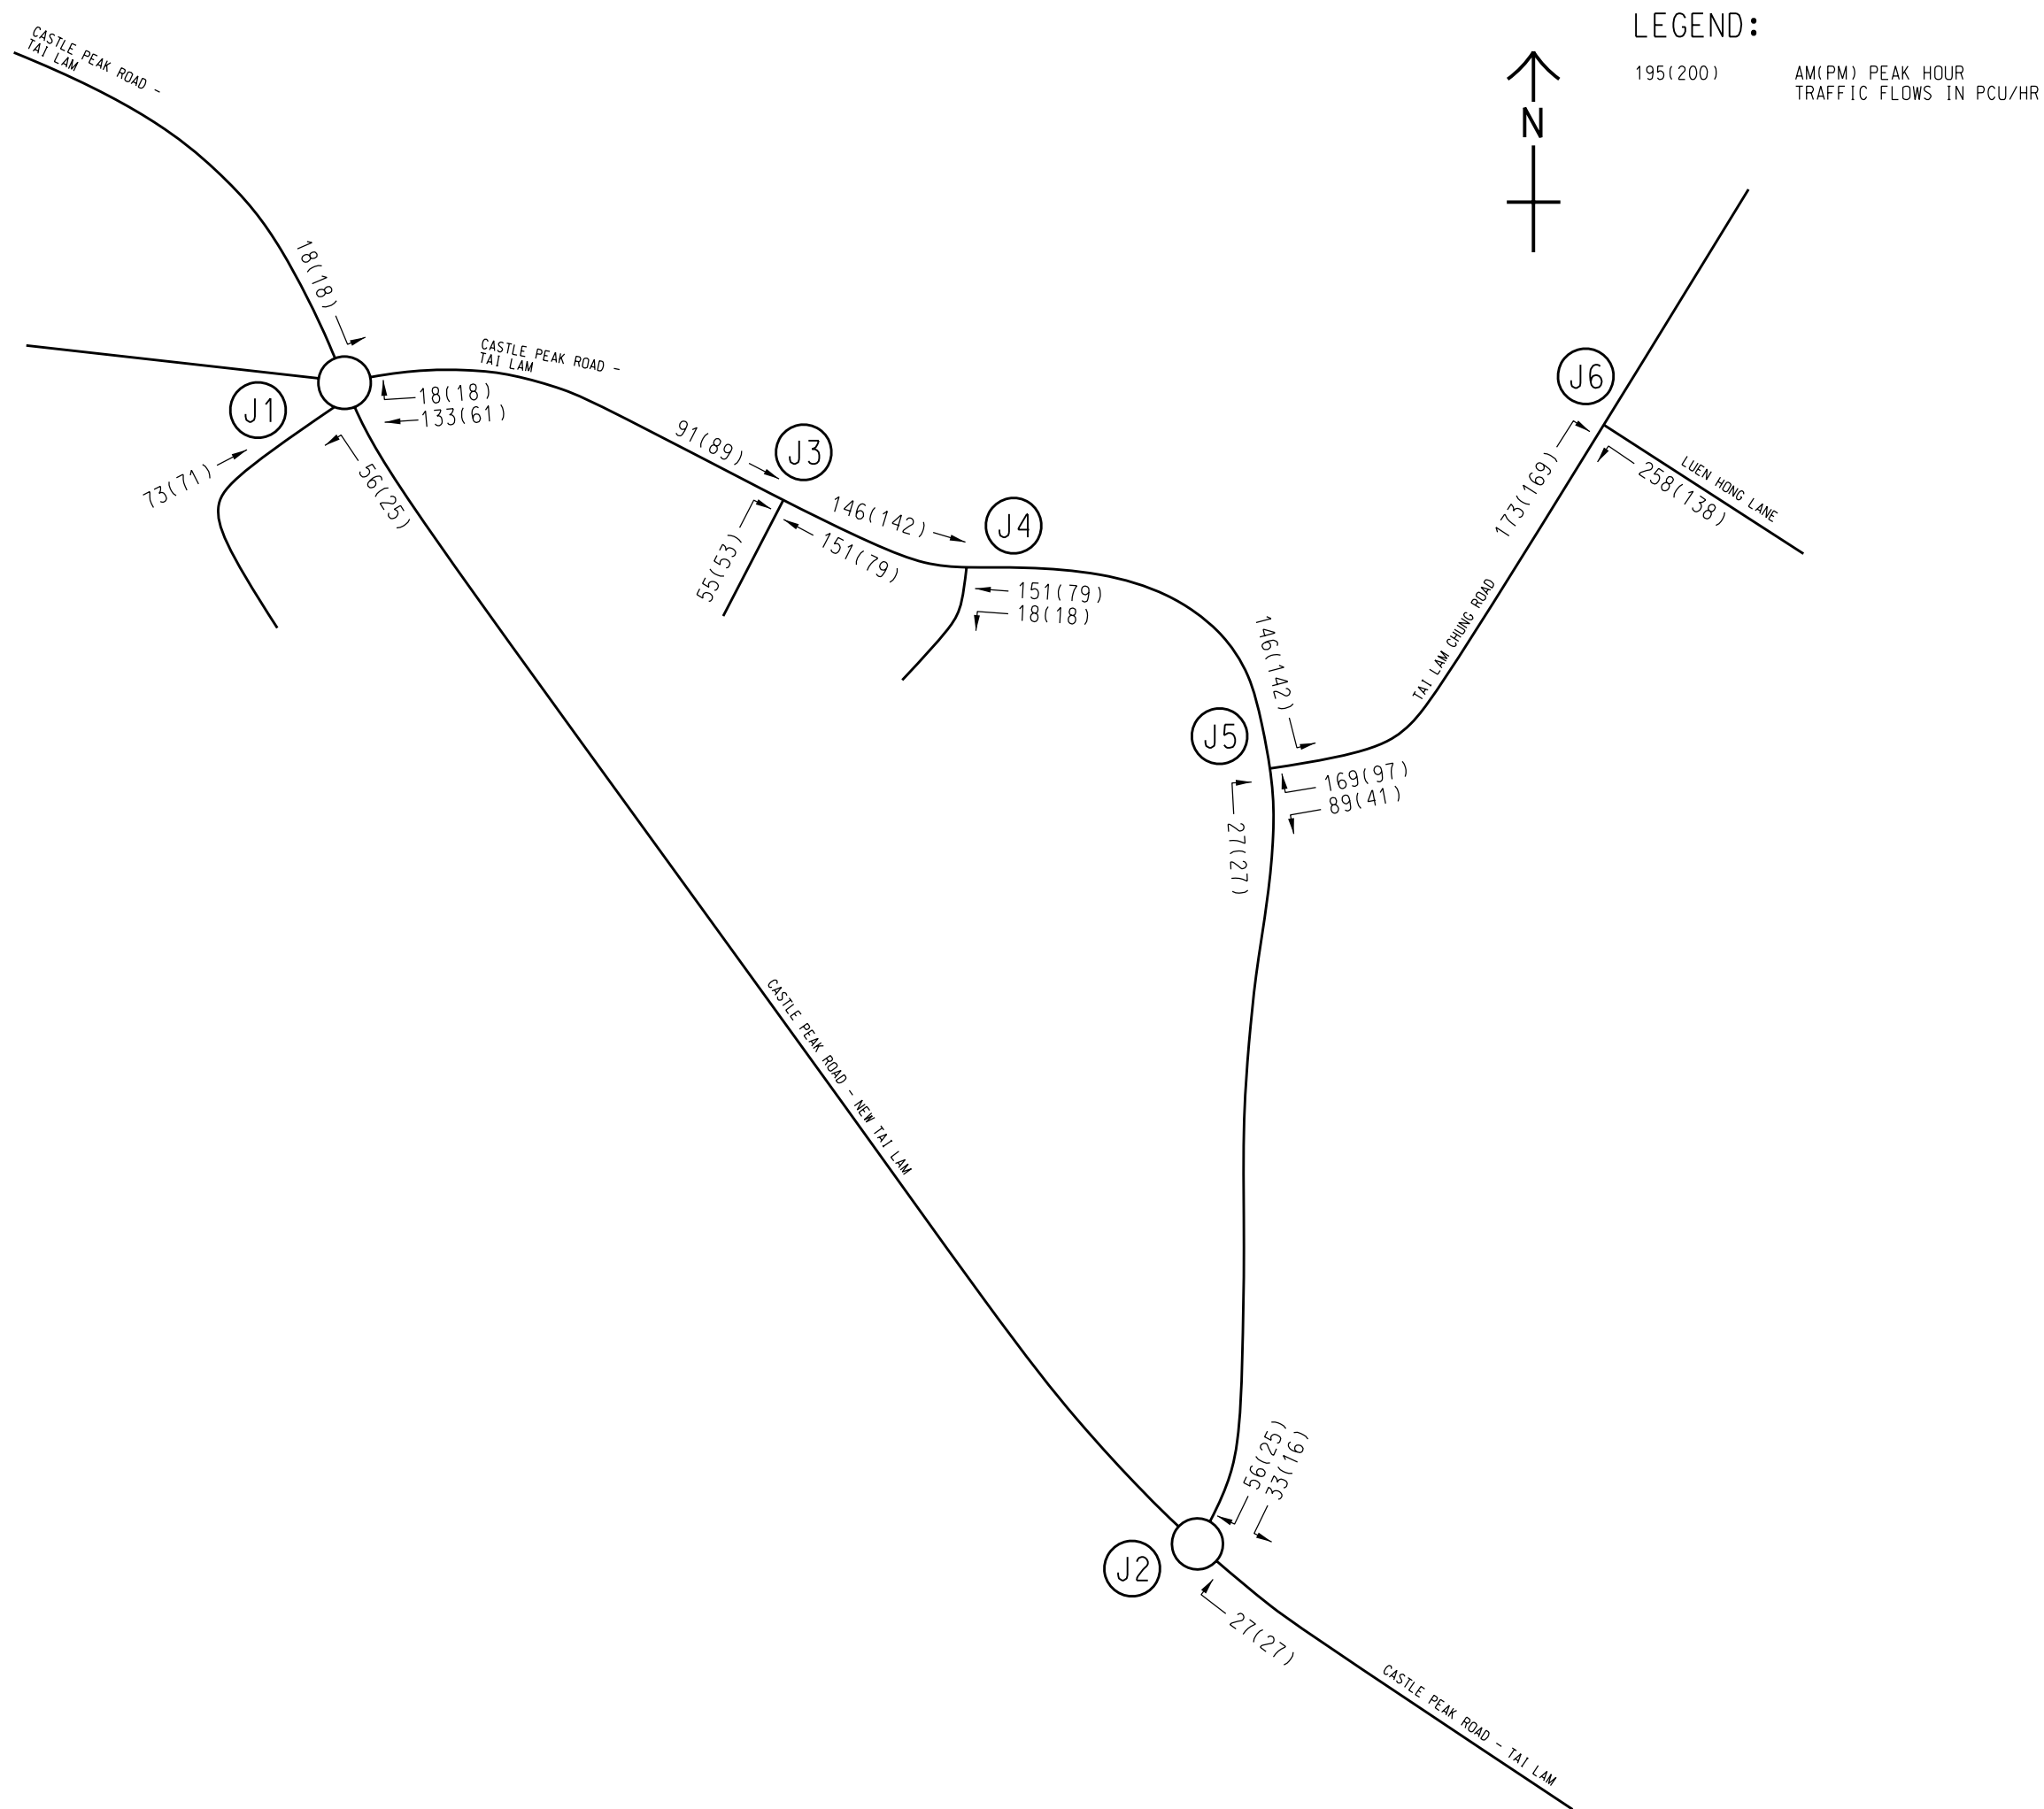 LEGEND:
195(200)
AM(PM) PEAK HOUR
TRAFFIC FLOWS IN PCU/HR
N
CASTLE PEAK ROAD -
TAI LAM
18(18)
CASTLE PEAK ROAD -
TAI LAM
J1
18(18)
133(61)
73(71)
56(25)
91(89)
J3
146(142)
J4
55(53)
151(79)
151(79)
18(18)
J6
173(169)
258(138)
LUEN HONG LANE
TAI LAM CHUNG ROAD
146(142)
J5
169(97)
89(41)
27(27)
CASTLE PEAK ROAD - NEW TAI LAM
56(25)
33(16)
J2
27(27)
CASTLE PEAK ROAD - TAI LAM